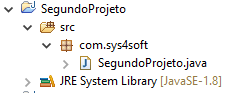 SegundoProjeto
src
com.sys4soft
SegundoProjeto.java
JRE System Library [JavaSE-1.8]